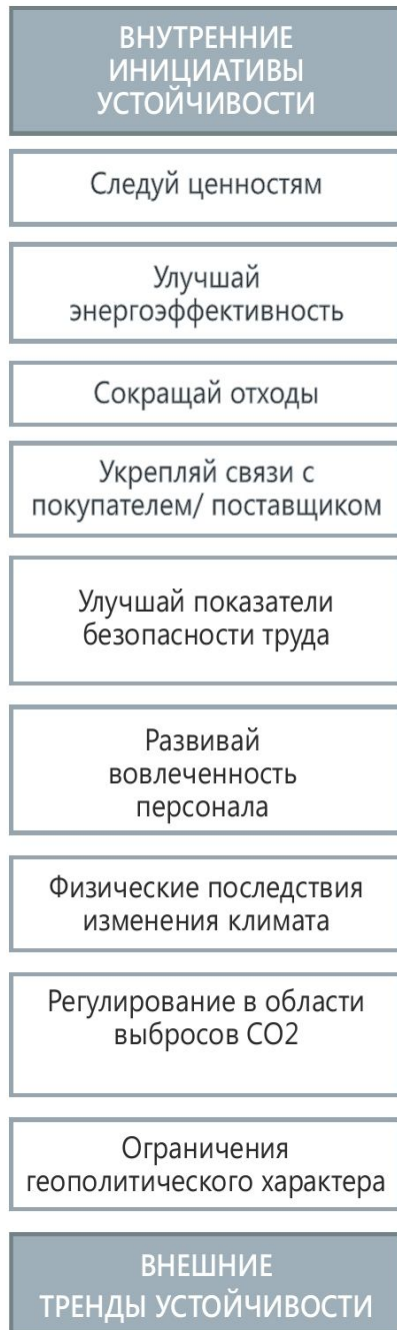 ВНУТРЕННИЕ
ИНИЦИАТИВЫ
УСТОЙЧИВОСТИ
Следуй ценностям
Улучшай
энергоэффективность
Сокращай отходы
Укрепляй связи с
покупателем/ поставщиком
Улучшай показатели
безопасности труда
Развивай
вовлеченность
персонала
Физические последствия
изменения климата
Регулирование в области
выбросов CO2
Ограничения
геополитического характера
ВНЕШНИЕ
ТРЕНДЫ УСТОЙЧИВОСТИ